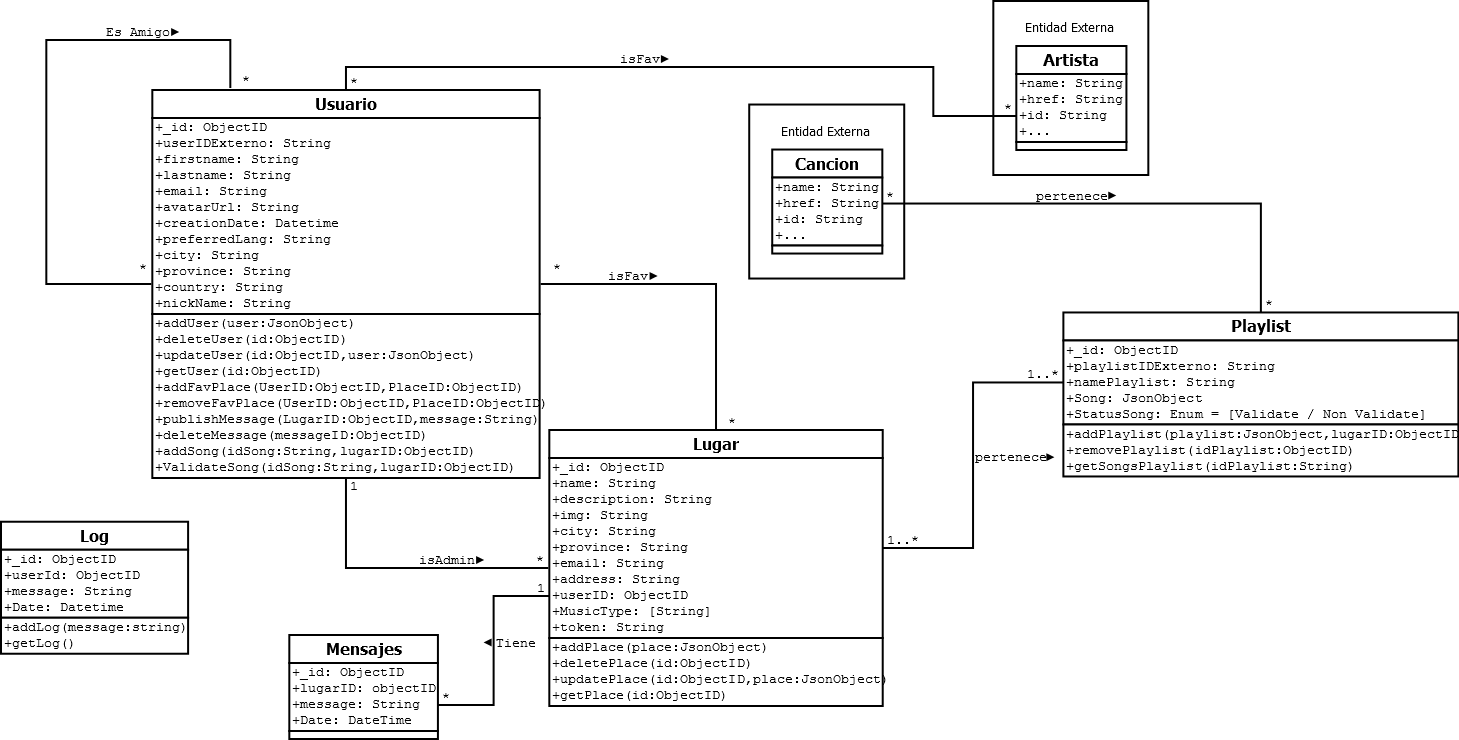 Es Amigo
*
*
isFav
*
*
Usuario
+_id: ObjectID
+userIDExterno: String
+firstname: String
+lastname: String
+email: String
+avatarUrl: String
+creationDate: Datetime
+preferredLang: String
+city: String
+province: String
+country: String
+nickName: String
+addUser(user:JsonObject)
+deleteUser(id:ObjectID)
+updateUser(id:ObjectID,user:JsonObject)
+getUser(id:ObjectID)
+addFavPlace(UserID:ObjectID,PlaceID:ObjectID)
+removeFavPlace(UserID:ObjectID,PlaceID:ObjectID)
+publishMessage(LugarID:ObjectID,message:String)
+deleteMessage(messageID:ObjectID)
+addSong(idSong:String,lugarID:ObjectID)
+ValidateSong(idSong:String,lugarID:ObjectID)
Entidad Externa
Artista
+name: String
+href: String
+id: String
+...
Entidad Externa
Cancion
+name: String
+href: String
+id: String
+...
*
pertenece
*
*
isFav
*
Playlist
+_id: ObjectID
+playlistIDExterno: String
+namePlaylist: String
+Song: JsonObject
+StatusSong: Enum = [Validate / Non Validate]
+addPlaylist(playlist:JsonObject,lugarID:ObjectID
+removePlaylist(idPlaylist:ObjectID)
+getSongsPlaylist(idPlaylist:String)
1..*
pertenece
1..*
Lugar
+_id: ObjectID
+name: String
+description: String
+img: String
+city: String
+province: String
+email: String
+address: String
+userID: ObjectID
+MusicType: [String]
+token: String
+addPlace(place:JsonObject)
+deletePlace(id:ObjectID)
+updatePlace(id:ObjectID,place:JsonObject)
+getPlace(id:ObjectID)
1
isAdmin
*
1
Tiene
*
Log
+_id: ObjectID
+userId: ObjectID
+message: String
+Date: Datetime
+addLog(message:string)
+getLog()
Mensajes
+_id: ObjectID
+lugarID: objectID
+message: String
+Date: DateTime